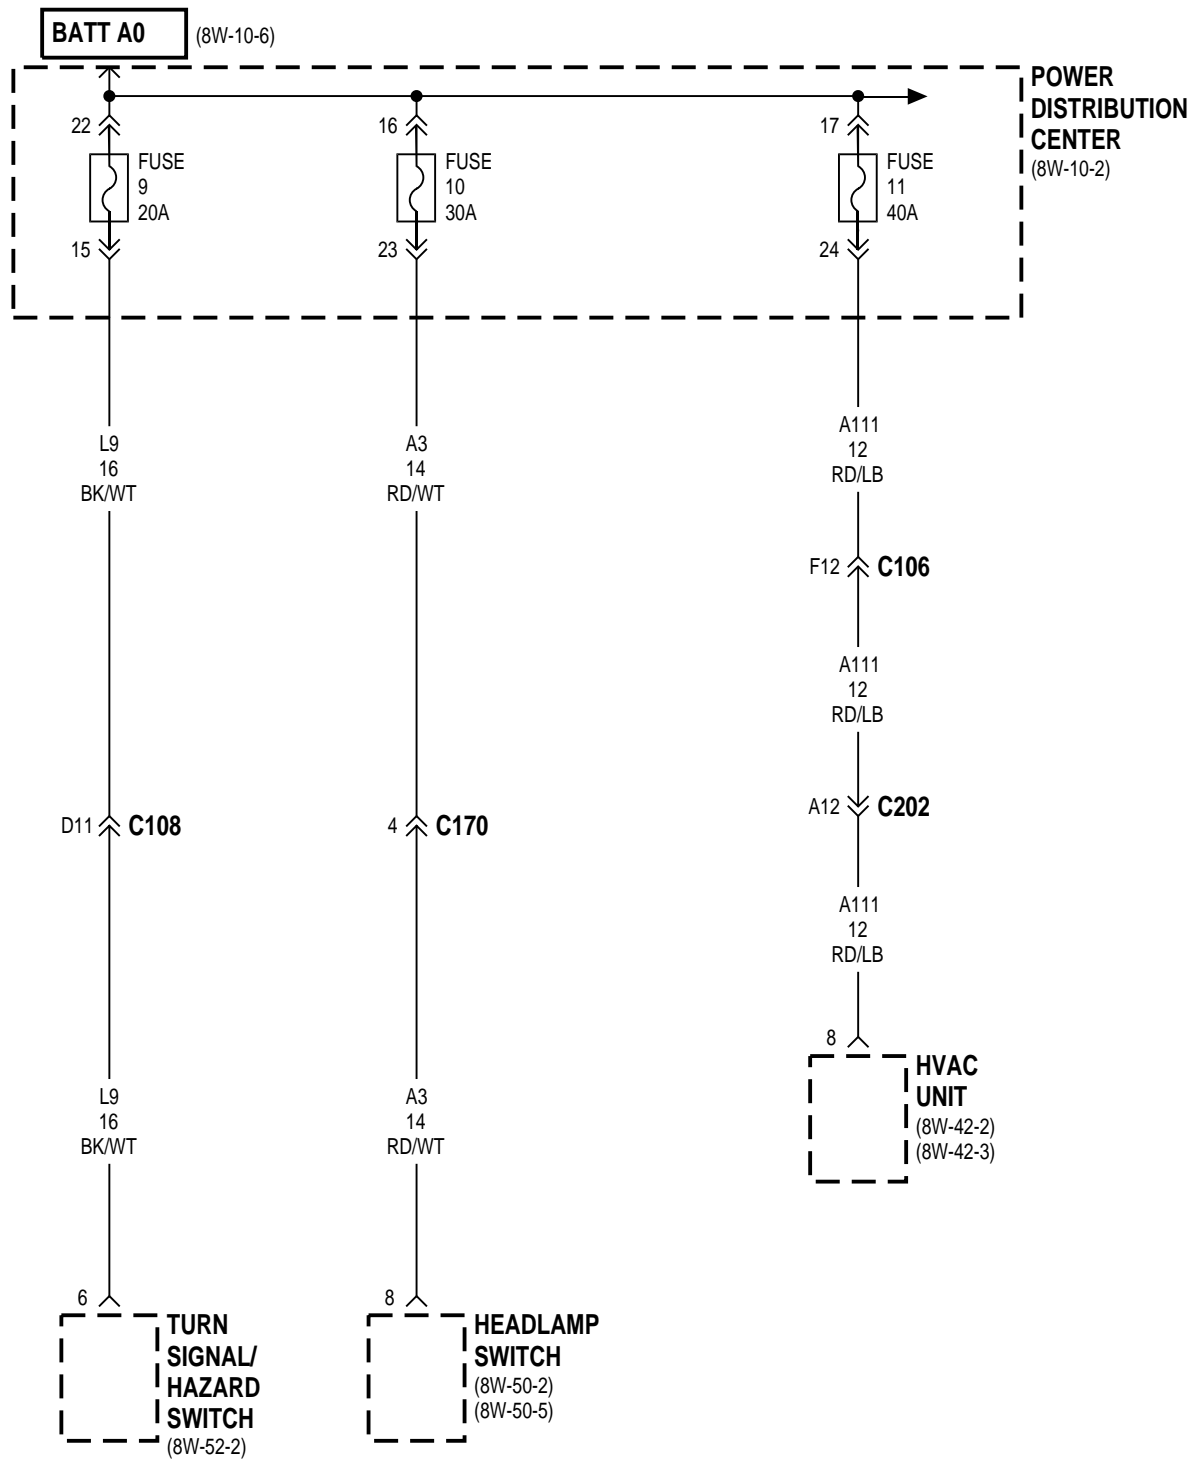 BATT A0
(8W-10-6)
POWER
DISTRIBUTION
CENTER
(8W-10-2)
22
FUSE
9
20A
15
16
FUSE
10
30A
23
17
FUSE
11
40A
24
L9
16
BK/WT
A3
14
RD/WT
A111
12
RD/LB
F12
C106
A111
12
RD/LB
D11
C108
4
C170
A12
C202
A111
12
RD/LB
L9
16
BK/WT
A3
14
RD/WT
8
HVAC
UNIT
(8W-42-2)
(8W-42-3)
6
TURN
SIGNAL/
HAZARD
SWITCH
(8W-52-2)
8
HEADLAMP
SWITCH
(8W-50-2)
(8W-50-5)